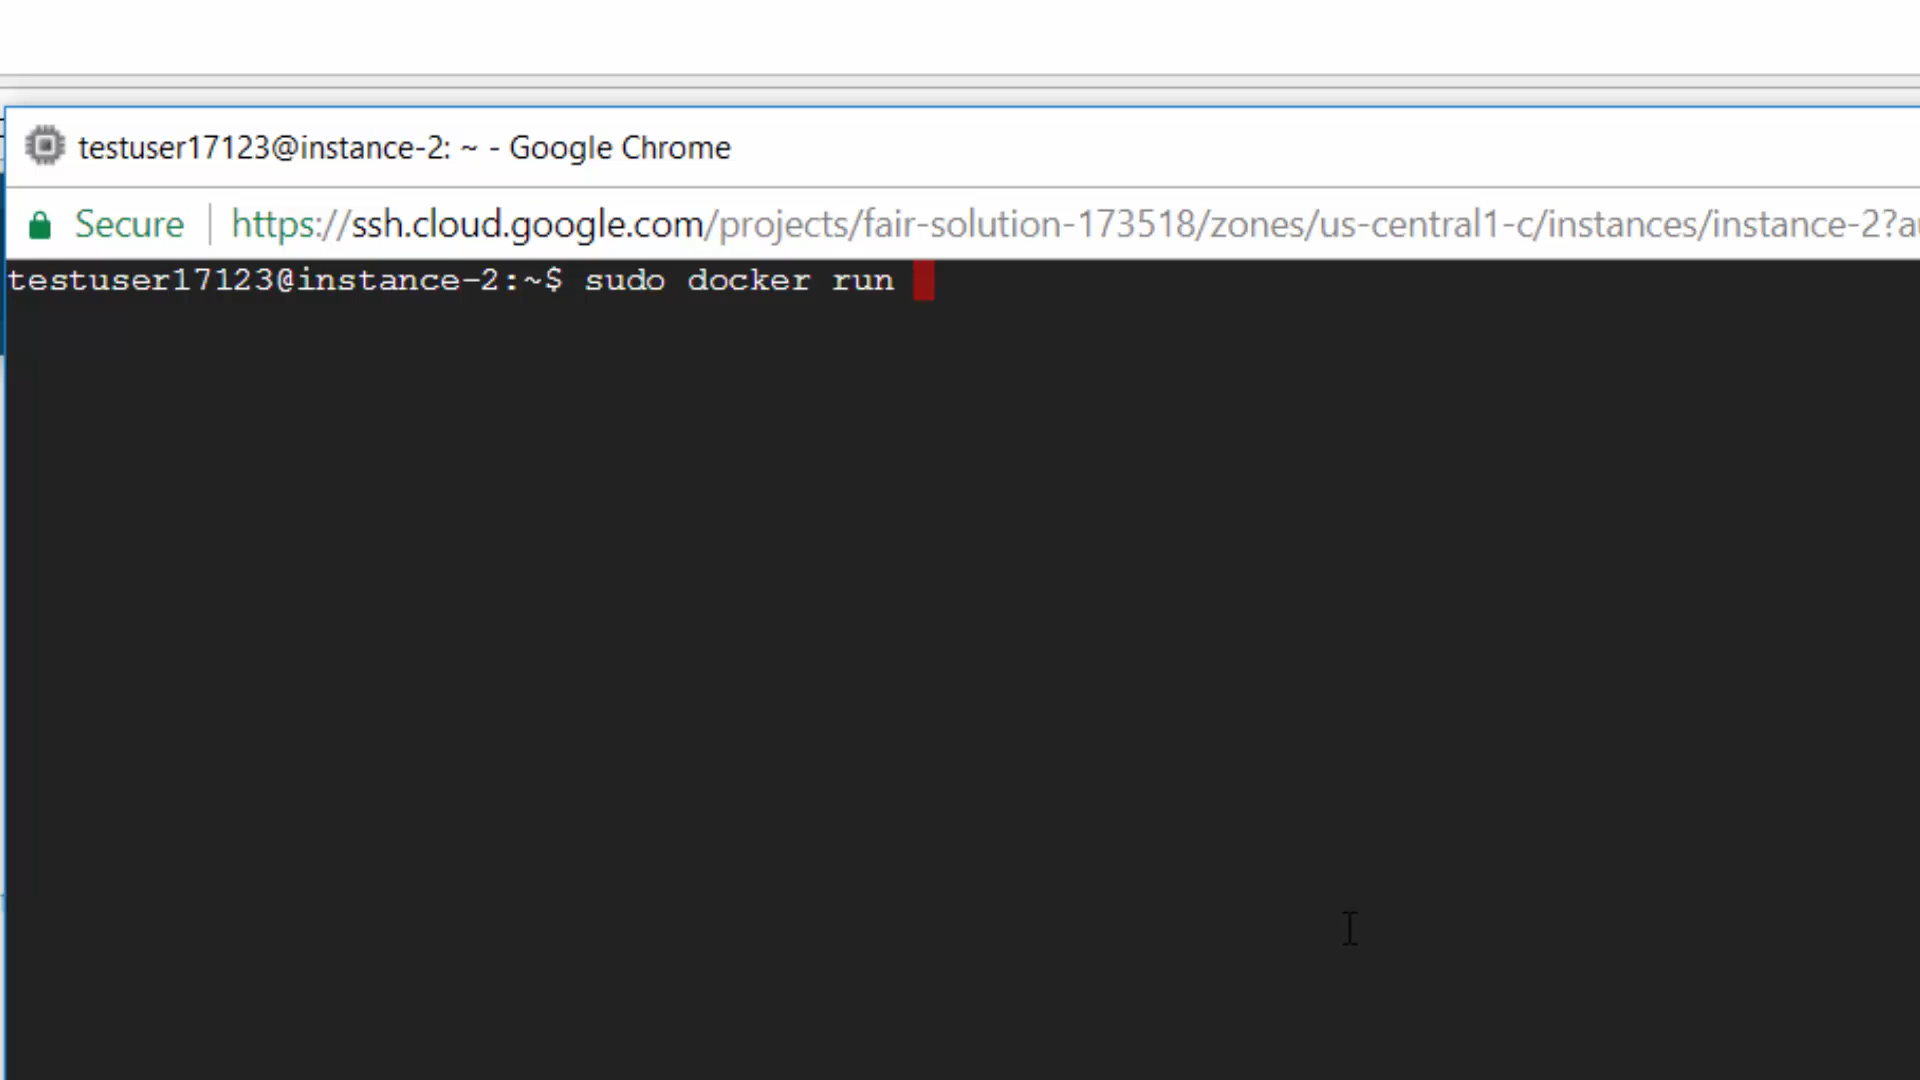 testuser17123@instance-2: ~ - Google Chrome
Secure https://ssh.cloud.google.com/projects/fair-solution-173518/zones/us-central1-c/instances/instance-2?au
testuser17123@instance-2:~$ sudo docker run